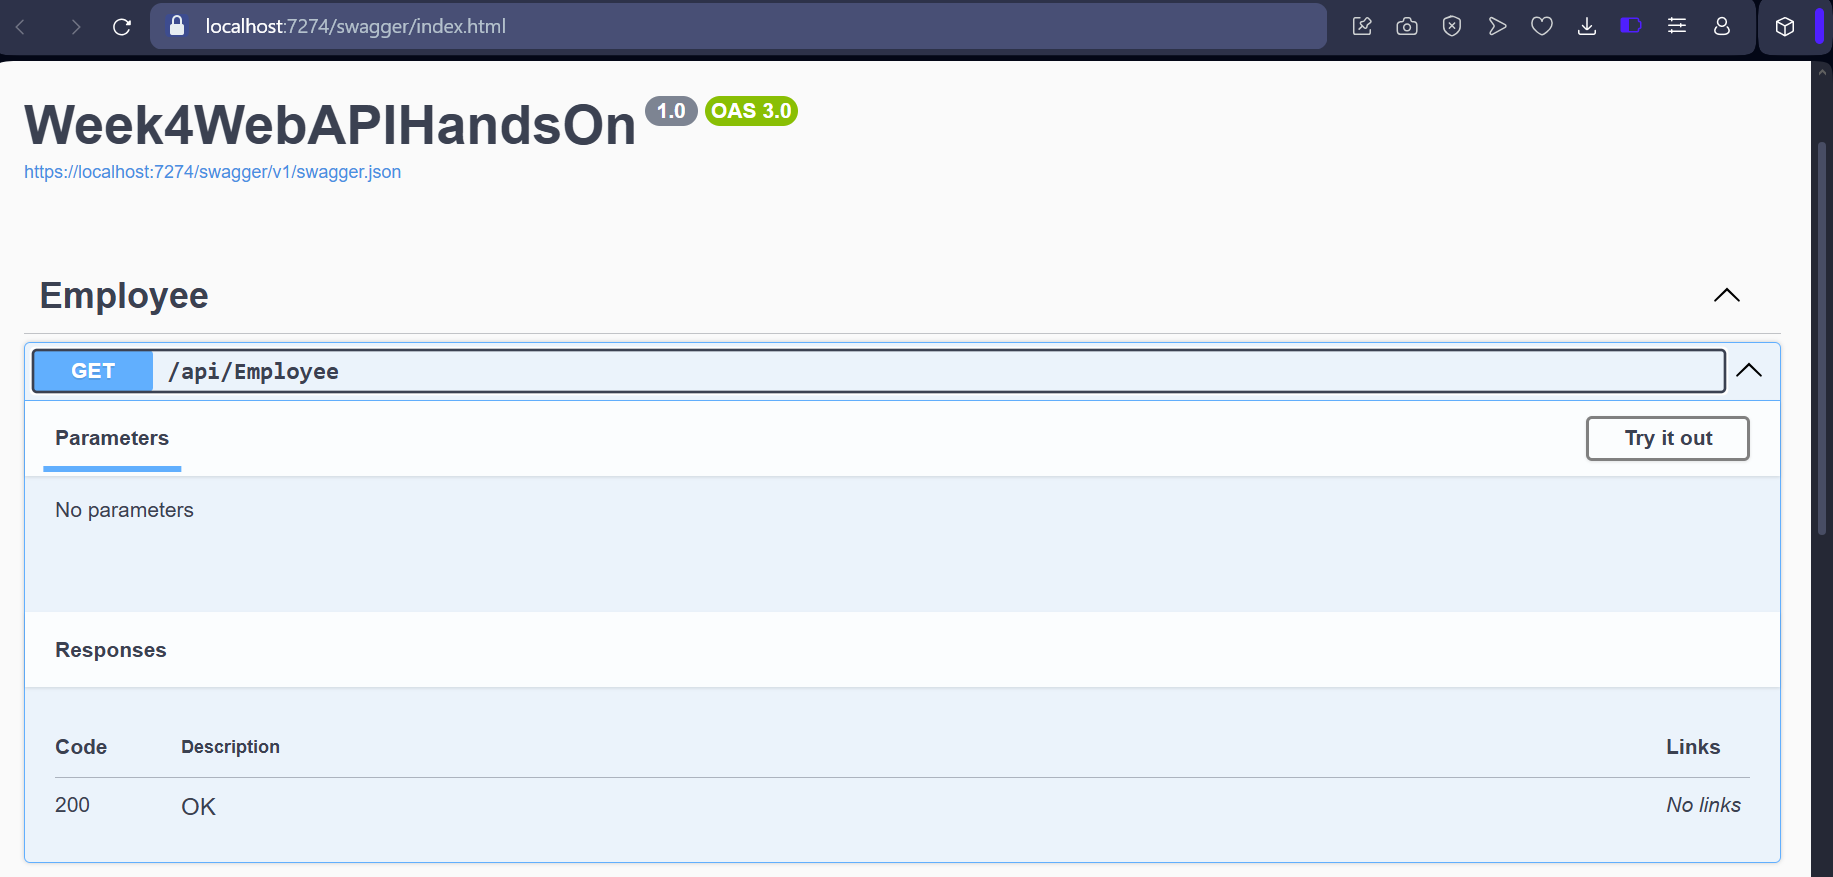 localhost:7274/swagger/index.html
Week4WebAPIHandsOn 1.0 OAS 3.0
https://localhost:7274/swagger/v1/swagger.json
Employee
GET /api/Employee
Parameters Try it out
No parameters
Responses
Code Description Links
200 OK No links